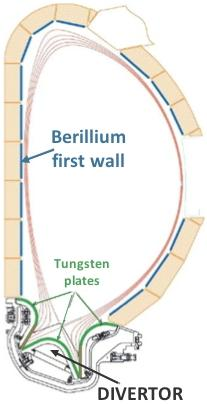 Berillium
first wall
Tungsten
plates
DIVERTOR